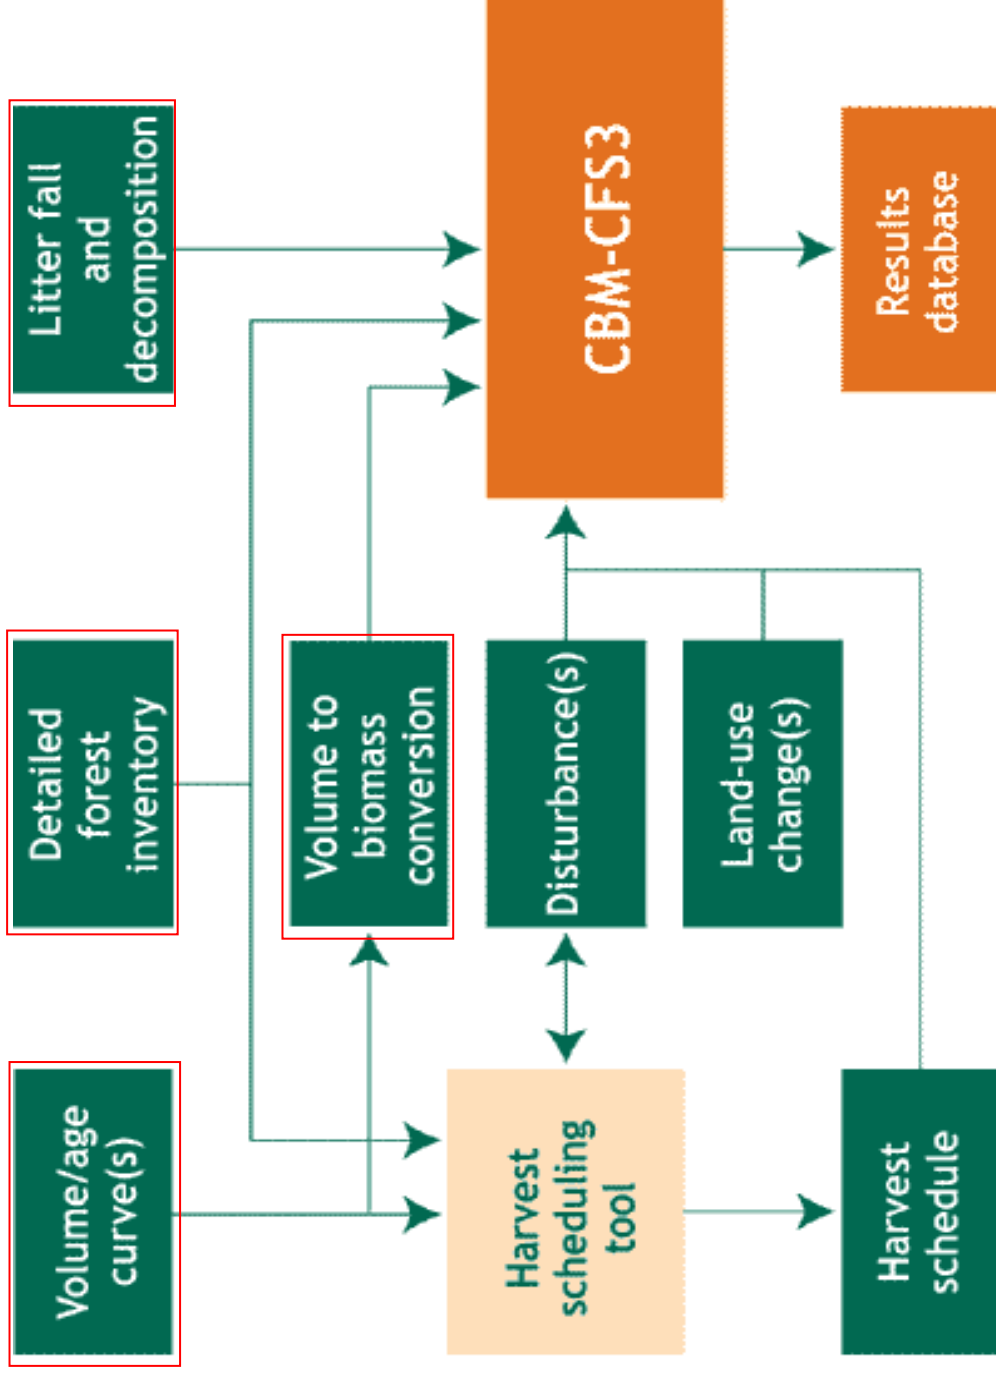 Volume/age
curve(s)
Detailed
forest
inventory
Litter fall
and
decomposition
Volume to
biomass
conversion
Harvest
scheduling
tool
Disturbance(s)
CBM-CFS3
Land-use
change(s)
Harvest
schedule
Results
database